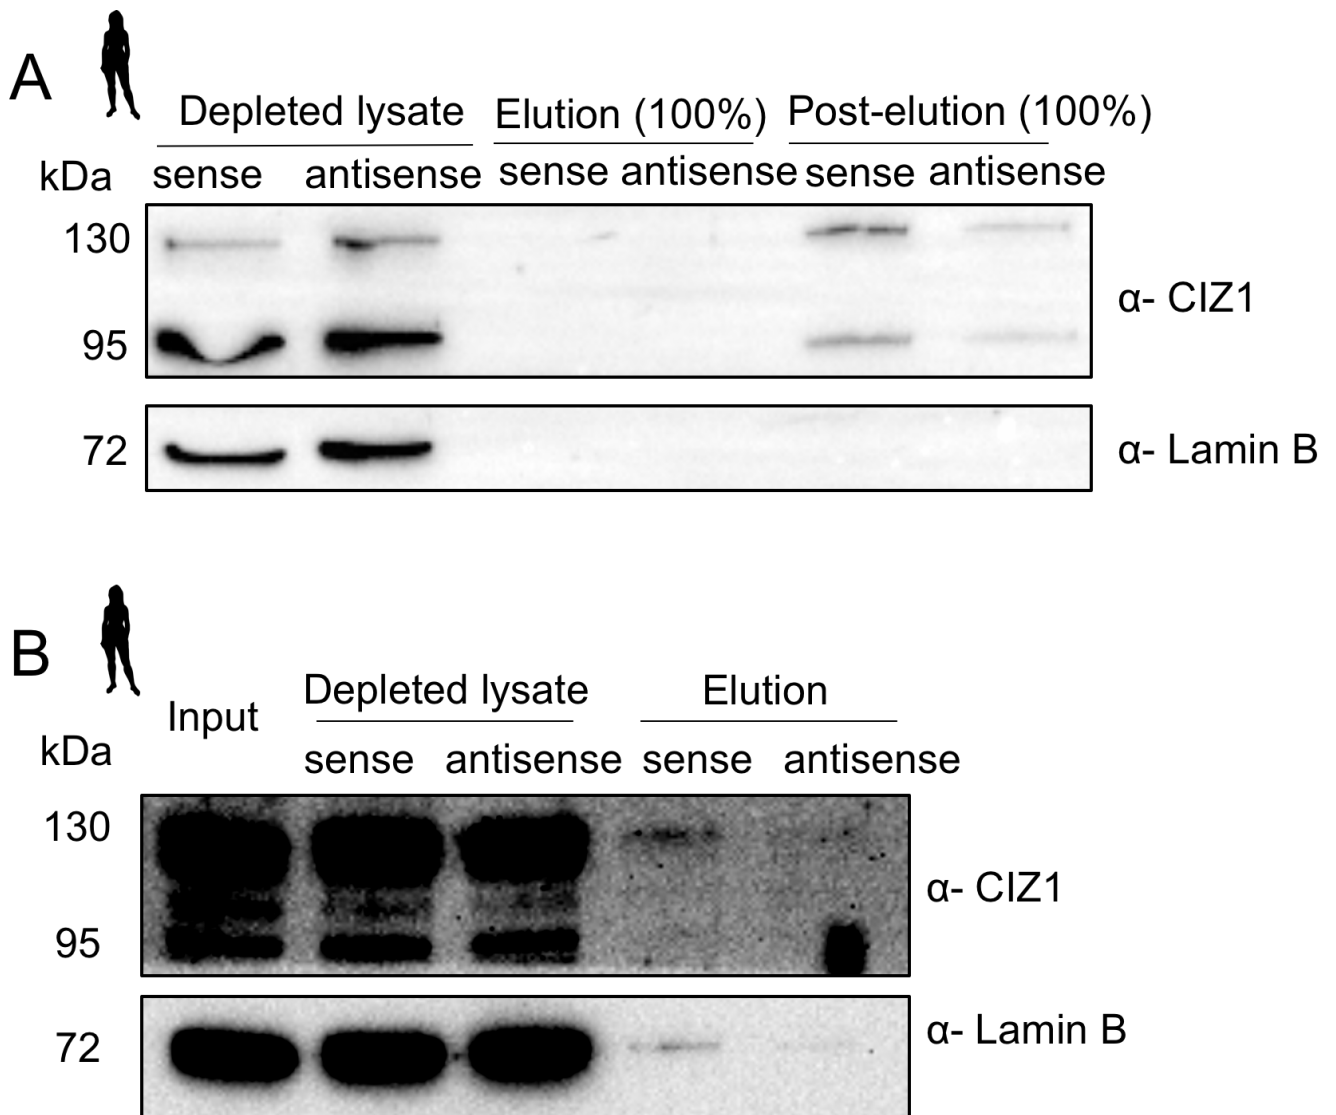 A
Depleted lysate Elution (100%) Post-elution (100%)
kDa sense antisense sense antisense sense antisense
130
α- CIZ1
95
72 α- Lamin B
B
Depleted lysate Elution
Input
kDa sense antisense sense antisense
130
α- CIZ1
95
α- Lamin B
72